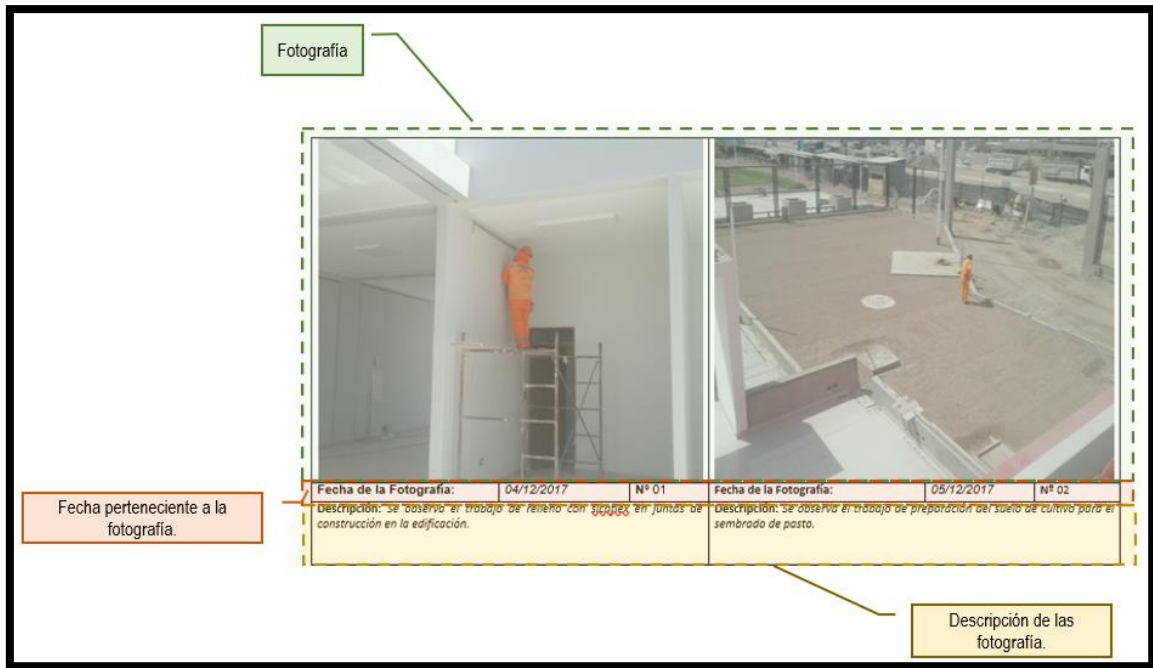 Fotografía
Fecha de la Fotografía: 04/12/2017 Nº 01 Fecha de la Fotografía: 05/12/2017 Nº 02
Descripción: Se observa el trabajo de relleno con sicaflex en juntas de
construcción en la edificación.
Descripción: Se observa el trabajo de preparación del suelo de cultivo para el
sembrado de pasto.
Fecha perteneciente a la
fotografía.
Descripción de las
fotografía.